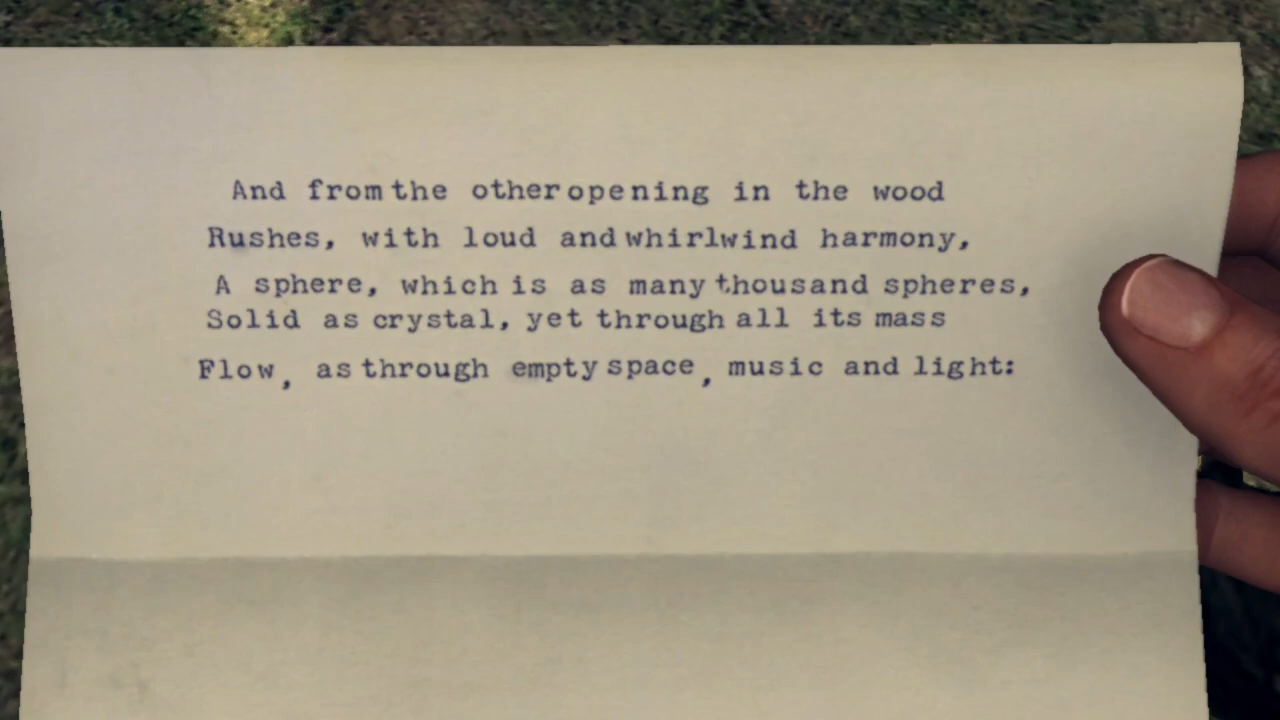 And from the other opening in the wood
Rushes, with loud and whirlwind harmony,
A sphere, which is as many thousand spheres,
Solid as crystal, yet through all its mass
Flow, as through empty space, music and light: